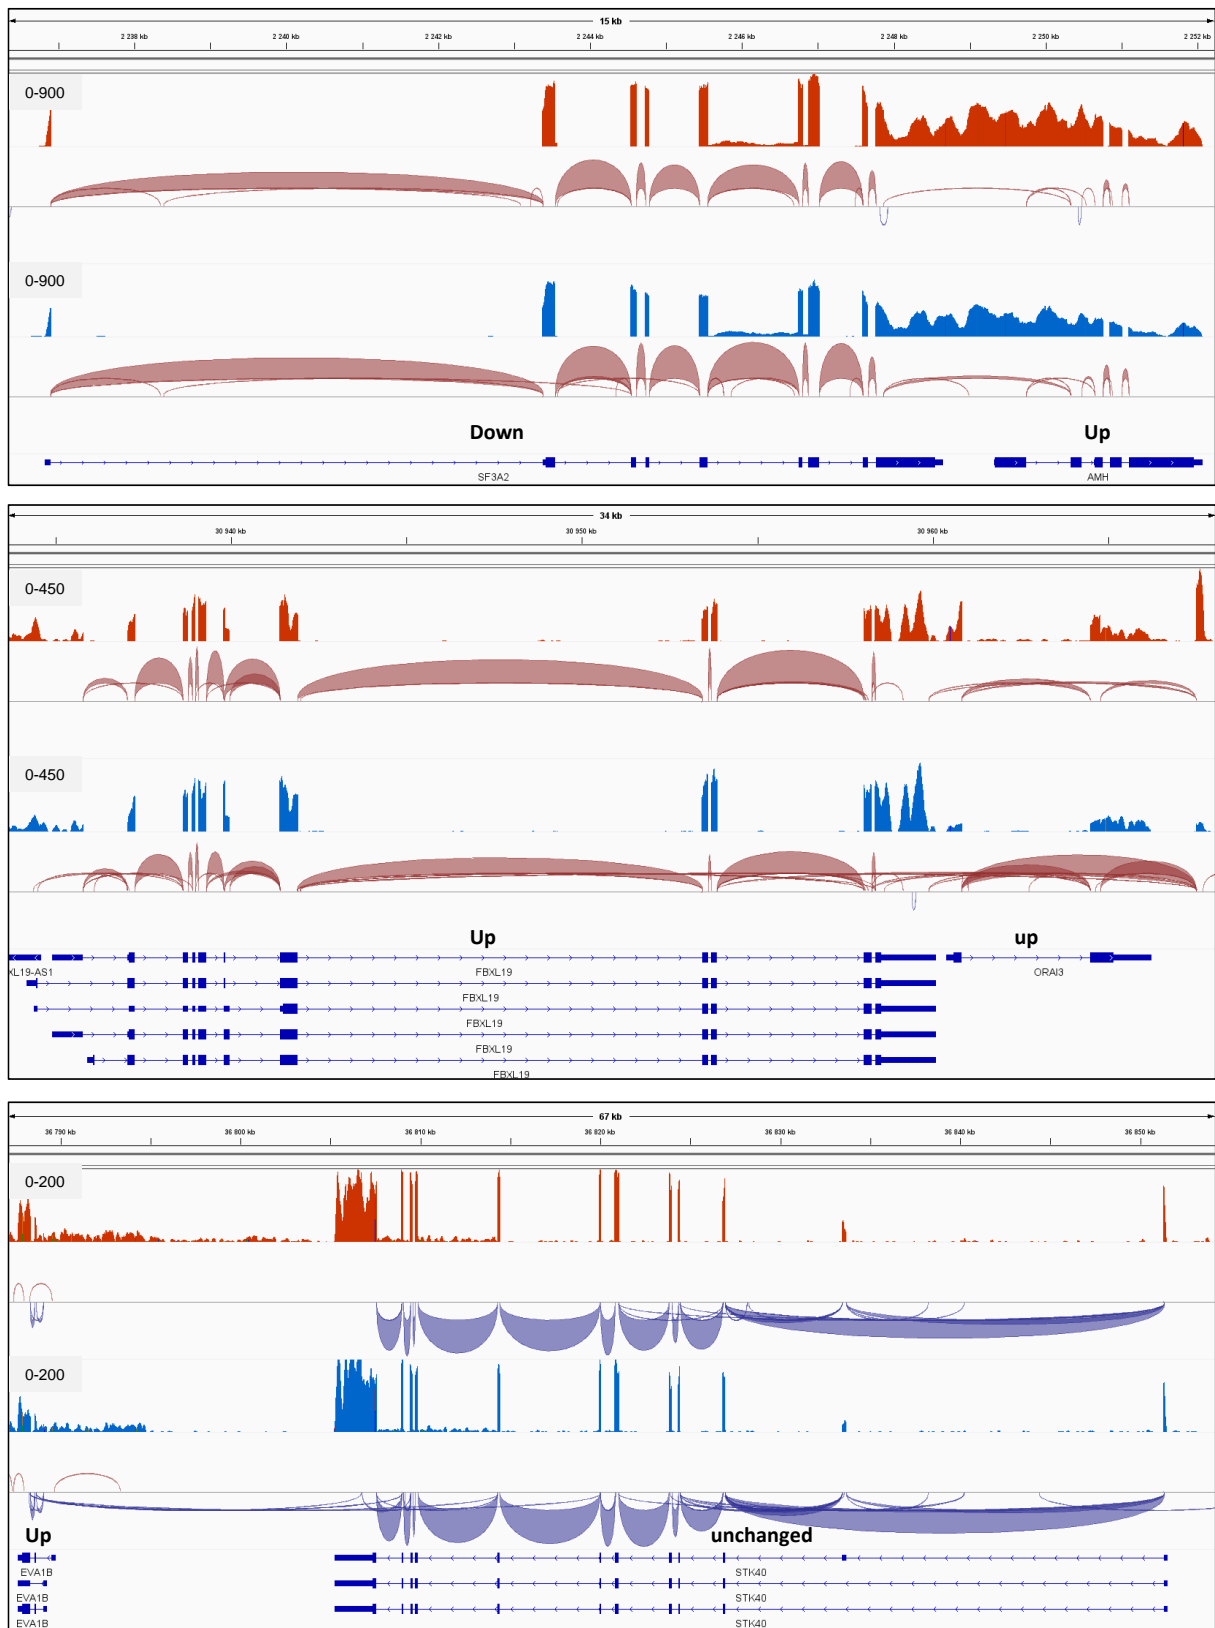 15 kb
2 238 kb 2 240 kb 2 242 kb 2 244 kb 2 246 kb 2 248 kb 2 250 kb 2 252 kb
0-900
0-900
Down Up
SF3A2 AMH
34 kb
30 940 kb 30 950 kb 30 960 kb
0-450
0-450
Up up
XL19-AS1 FBXL19 ORAI3
FBXL19
FBXL19
FBXL19
FBXL19
67 kb
36 790 kb 36 800 kb 36 810 kb 36 820 kb 36 830 kb 36 840 kb 36 850 kb
0-200
0-200
Up unchanged
EVA1B STK40
EVA1B STK40
EVA1B STK40